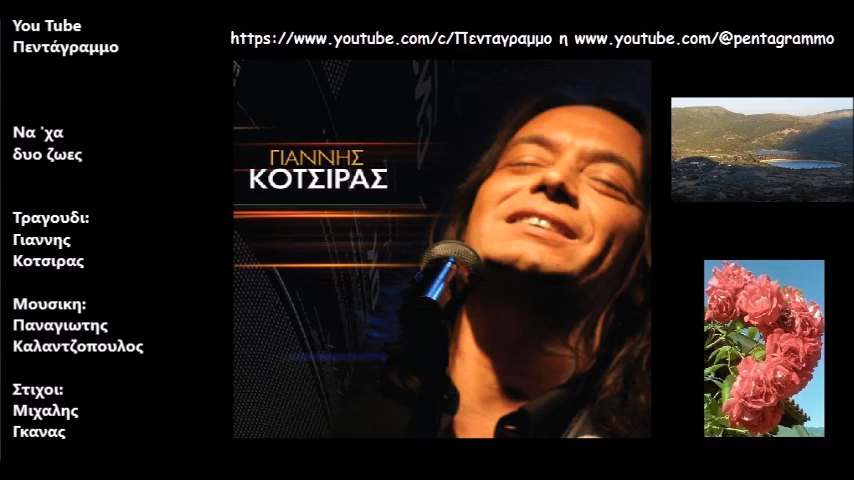 You Tube
Πεντάγραμμο
https://www.youtube.com/c/Πενταγραμμο η www.youtube.com/@pentagrammo
Να 'χα
δυο ζωες
Τραγουδι:
Γιαννης
Κοτσιρας
Μουσικη:
Παναγιωτης
Καλαντζοπουλος
Στιχοι:
Μιχαλης
Γκανας
ΓΙΑΝΝΗΣ
ΚΟΤΣΙΡΑΣ